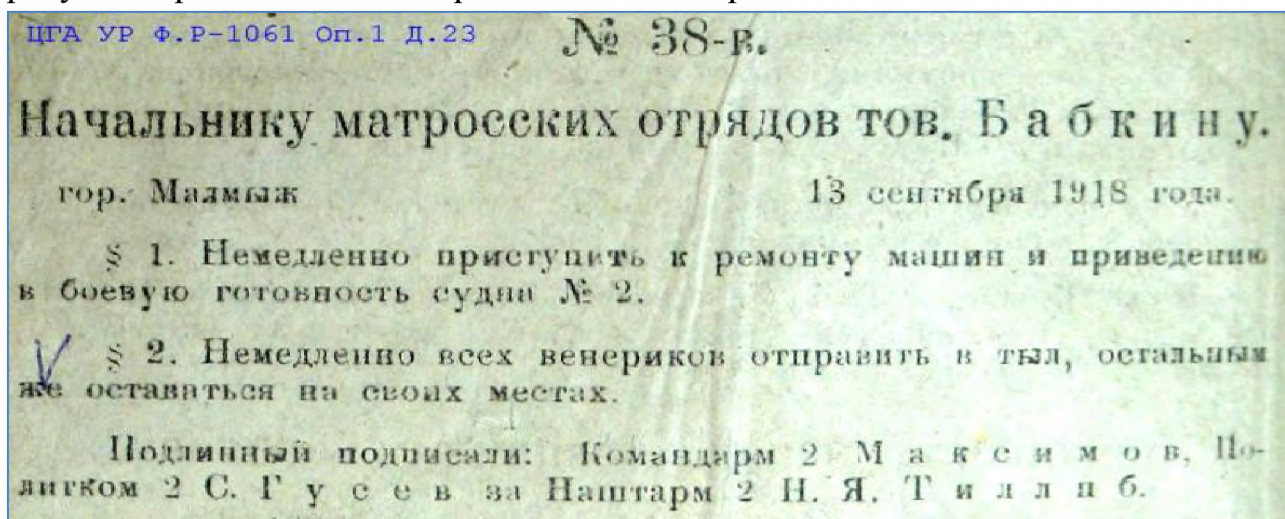 ЦГА УР Ф.Р-1061 Оп.1 Д.23
№ 38-в.
Начальнику матросских отрядов тов. Бабкину.
гор. Малмыж 13 сентября 1918 года.
§ 1. Немедленно приступить к ремонту машин и приведению
в боевую готовность судна № 2.
§ 2. Немедленно всех венериков отправить в тыл, остальным
же оставаться на своих местах.
Подлинный подписали: Командарм 2 Максимов, По-
литком 2 С. Гусев за Наштарм 2 Н. Я. Тиллиб.